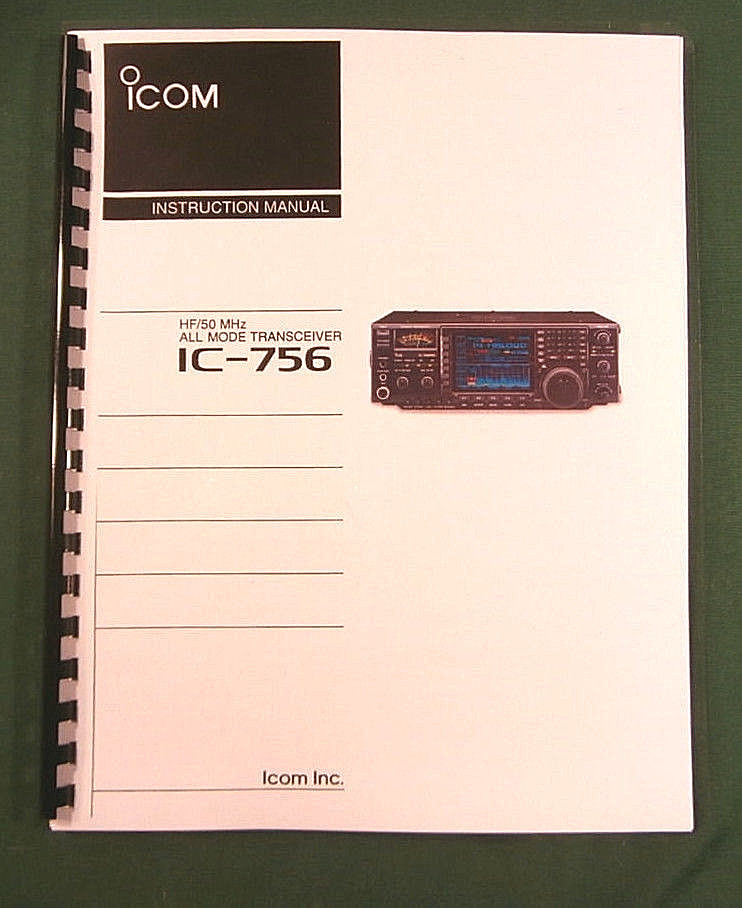 ICOM
INSTRUCTION MANUAL
HF/50 MHz
ALL MODE TRANSCEIVER
IC-756
Icom Inc.